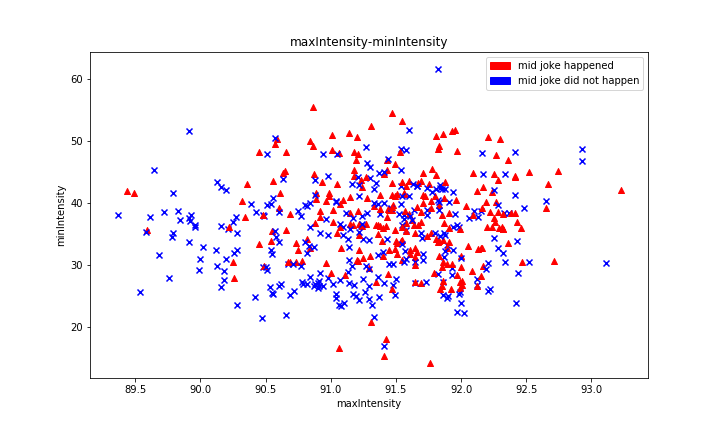 maxIntensity-minIntensity
mid joke happened
mid joke did not happen
60
50
40
30
20
minIntensity
89.5 90.0 90.5 91.0 91.5 92.0 92.5 93.0
maxIntensity